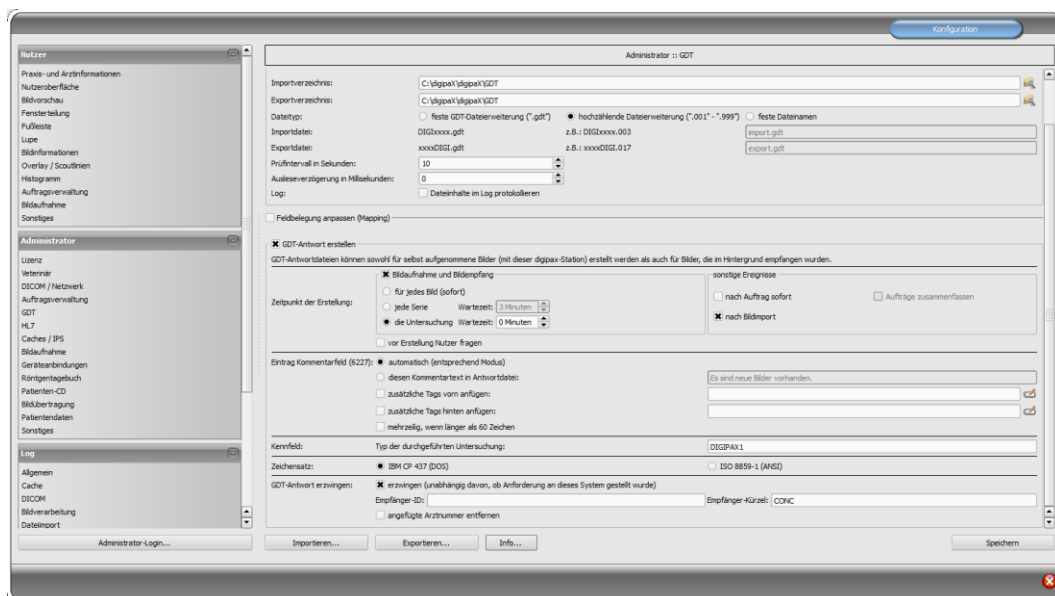 Konfiguration
Nutzer
Praxis- und Arztinformationen
Nutzeroberfläche
Bildvorschau
Fensterteilung
Fußleiste
Lupe
Bildinformationen
Overlay / Scoutlinien
Histogramm
Auftragsverwaltung
Bildaufnahme
Sonstiges
Administrator
Lizenz
Veterinär
DICOM / Netzwerk
Auftragsverwaltung
GDT
HL7
Caches / IPS
Bildaufnahme
Geräteanbindungen
Röntgentagebuch
Patienten-CD
Bildübertragung
Patientendaten
Sonstiges
Log
Allgemein
Cache
DICOM
Bildverarbeitung
Dateiimport
Administrator-Login...
Administrator :: GDT
Importverzeichnis: C:\digipaX\digipaX\GDT
Exportverzeichnis: C:\digipaX\digipaX\GDT
Dateityp: feste GDT-Dateierweiterung (".gdt") hochzählende Dateierweiterung (".001" - ".999") feste Dateinamen
Importdatei: DIGIxxxx.gdt z.B.: DIGIxxxx.003 import.gdt
Exportdatei: xxxxDIGI.gdt z.B.: xxxxDIGI.017 export.gdt
Prüfintervall in Sekunden: 10
Ausleseverzögerung in Millisekunden: 0
Log: Dateiinhalte im Log protokollieren
Feldbelegung anpassen (Mapping)
GDT-Antwort erstellen
GDT-Antwortdateien können sowohl für selbst aufgenommene Bilder (mit dieser digipax-Station) erstellt werden als auch für Bilder, die im Hintergrund empfangen wurden.
Bildaufnahme und Bildempfang sonstige Ereignisse
für jedes Bild (sofort) nach Auftrag sofort Aufträge zusammenfassen
Zeitpunkt der Erstellung: jede Serie Wartezeit: 3 Minuten
die Untersuchung Wartezeit: 0 Minuten nach Bildimport
vor Erstellung Nutzer fragen
Eintrag Kommentarfeld (6227): automatisch (entsprechend Modus)
diesen Kommentartext in Antwortdatei: Es sind neue Bilder vorhanden.
zusätzliche Tags vorn anfügen:
zusätzliche Tags hinten anfügen:
mehrzeilig, wenn länger als 60 Zeichen
Kennfeld: Typ der durchgeführten Untersuchung: DIGIPAX1
Zeichensatz: IBM CP 437 (DOS) ISO 8859-1 (ANSI)
GDT-Antwort erzwingen: erzwingen (unabhängig davon, ob Anforderung an dieses System gestellt wurde)
Empfänger-ID: Empfänger-Kürzel: CONC
angefügte Arztnummer entfernen
Importieren... Exportieren... Info... Speichern